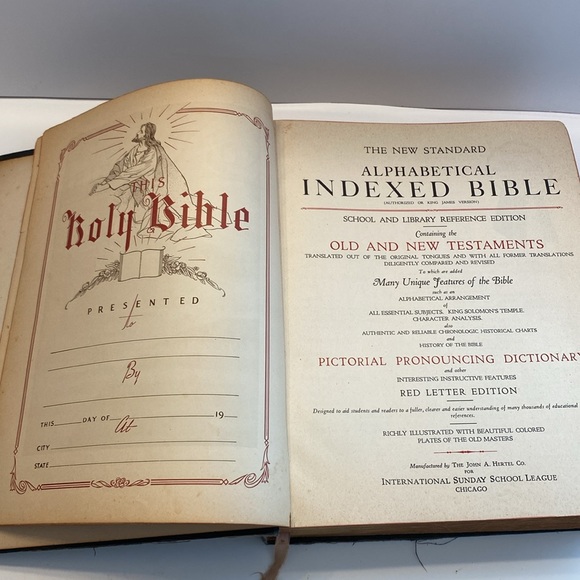 THIS
Holy Bible
PRESENTED
to
By
THIS DAY OF 19
At
CITY
STATE
THE NEW STANDARD
ALPHABETICAL
INDEXED BIBLE
(AUTHORIZED OR KING JAMES VERSION)
SCHOOL AND LIBRARY REFERENCE EDITION
Containing the
OLD AND NEW TESTAMENTS
TRANSLATED OUT OF THE ORIGINAL TONGUES AND WITH ALL FORMER TRANSLATIONS
DILIGENTLY COMPARED AND REVISED
To which are added
Many Unique Features of the Bible
such as an
ALPHABETICAL ARRANGEMENT
of
ALL ESSENTIAL SUBJECTS. KING SOLOMON'S TEMPLE.
CHARACTER ANALYSIS.
also
AUTHENTIC AND RELIABLE CHRONOLOGIC HISTORICAL CHARTS
and
HISTORY OF THE BIBLE
PICTORIAL PRONOUNCING DICTIONARY
and other
INTERESTING INSTRUCTIVE FEATURES
RED LETTER EDITION
Designed to aid students and readers to a fuller, clearer and easier understanding of many thousands of educational
references.
RICHLY ILLUSTRATED WITH BEAUTIFUL COLORED
PLATES OF THE OLD MASTERS
Manufactured by THE JOHN A. HERTEL CO.
FOR
INTERNATIONAL SUNDAY SCHOOL LEAGUE
CHICAGO